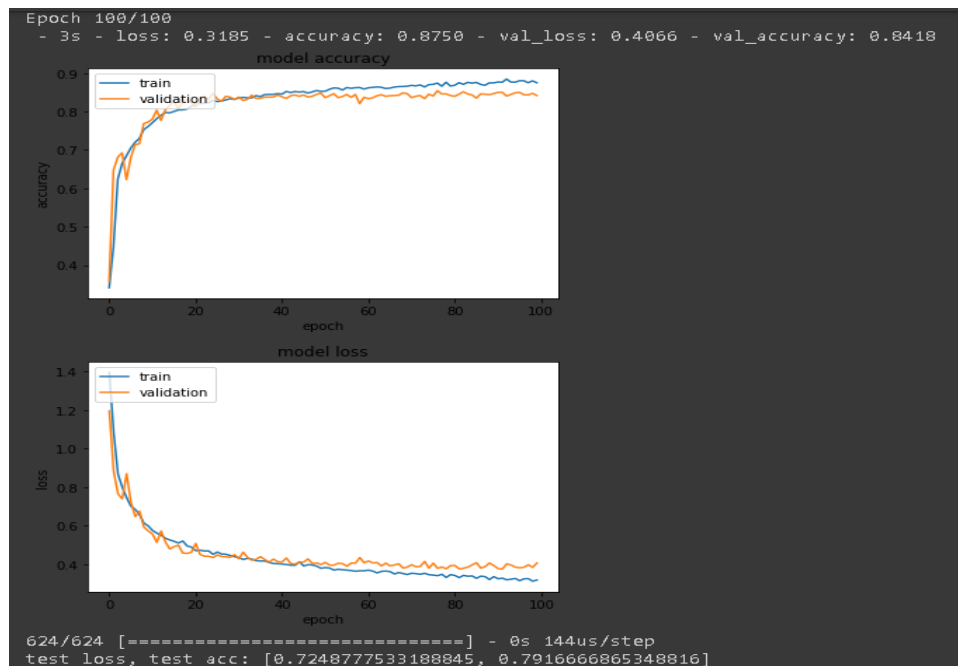 Epoch 100/100
- 3s - loss: 0.3185 - accuracy: 0.8750 - val_loss: 0.4066 - val_accuracy: 0.8418
model accuracy
train
validation
0.9
0.8
0.7
0.6
0.5
0.4
accuracy
0 20 40 60 80 100
epoch
model loss
train
validation
1.4
1.2
1.0
0.8
0.6
0.4
loss
0 20 40 60 80 100
epoch
624/624 [==============================] - 0s 144us/step
test loss, test acc: [0.7248777533188845, 0.7916666865348816]